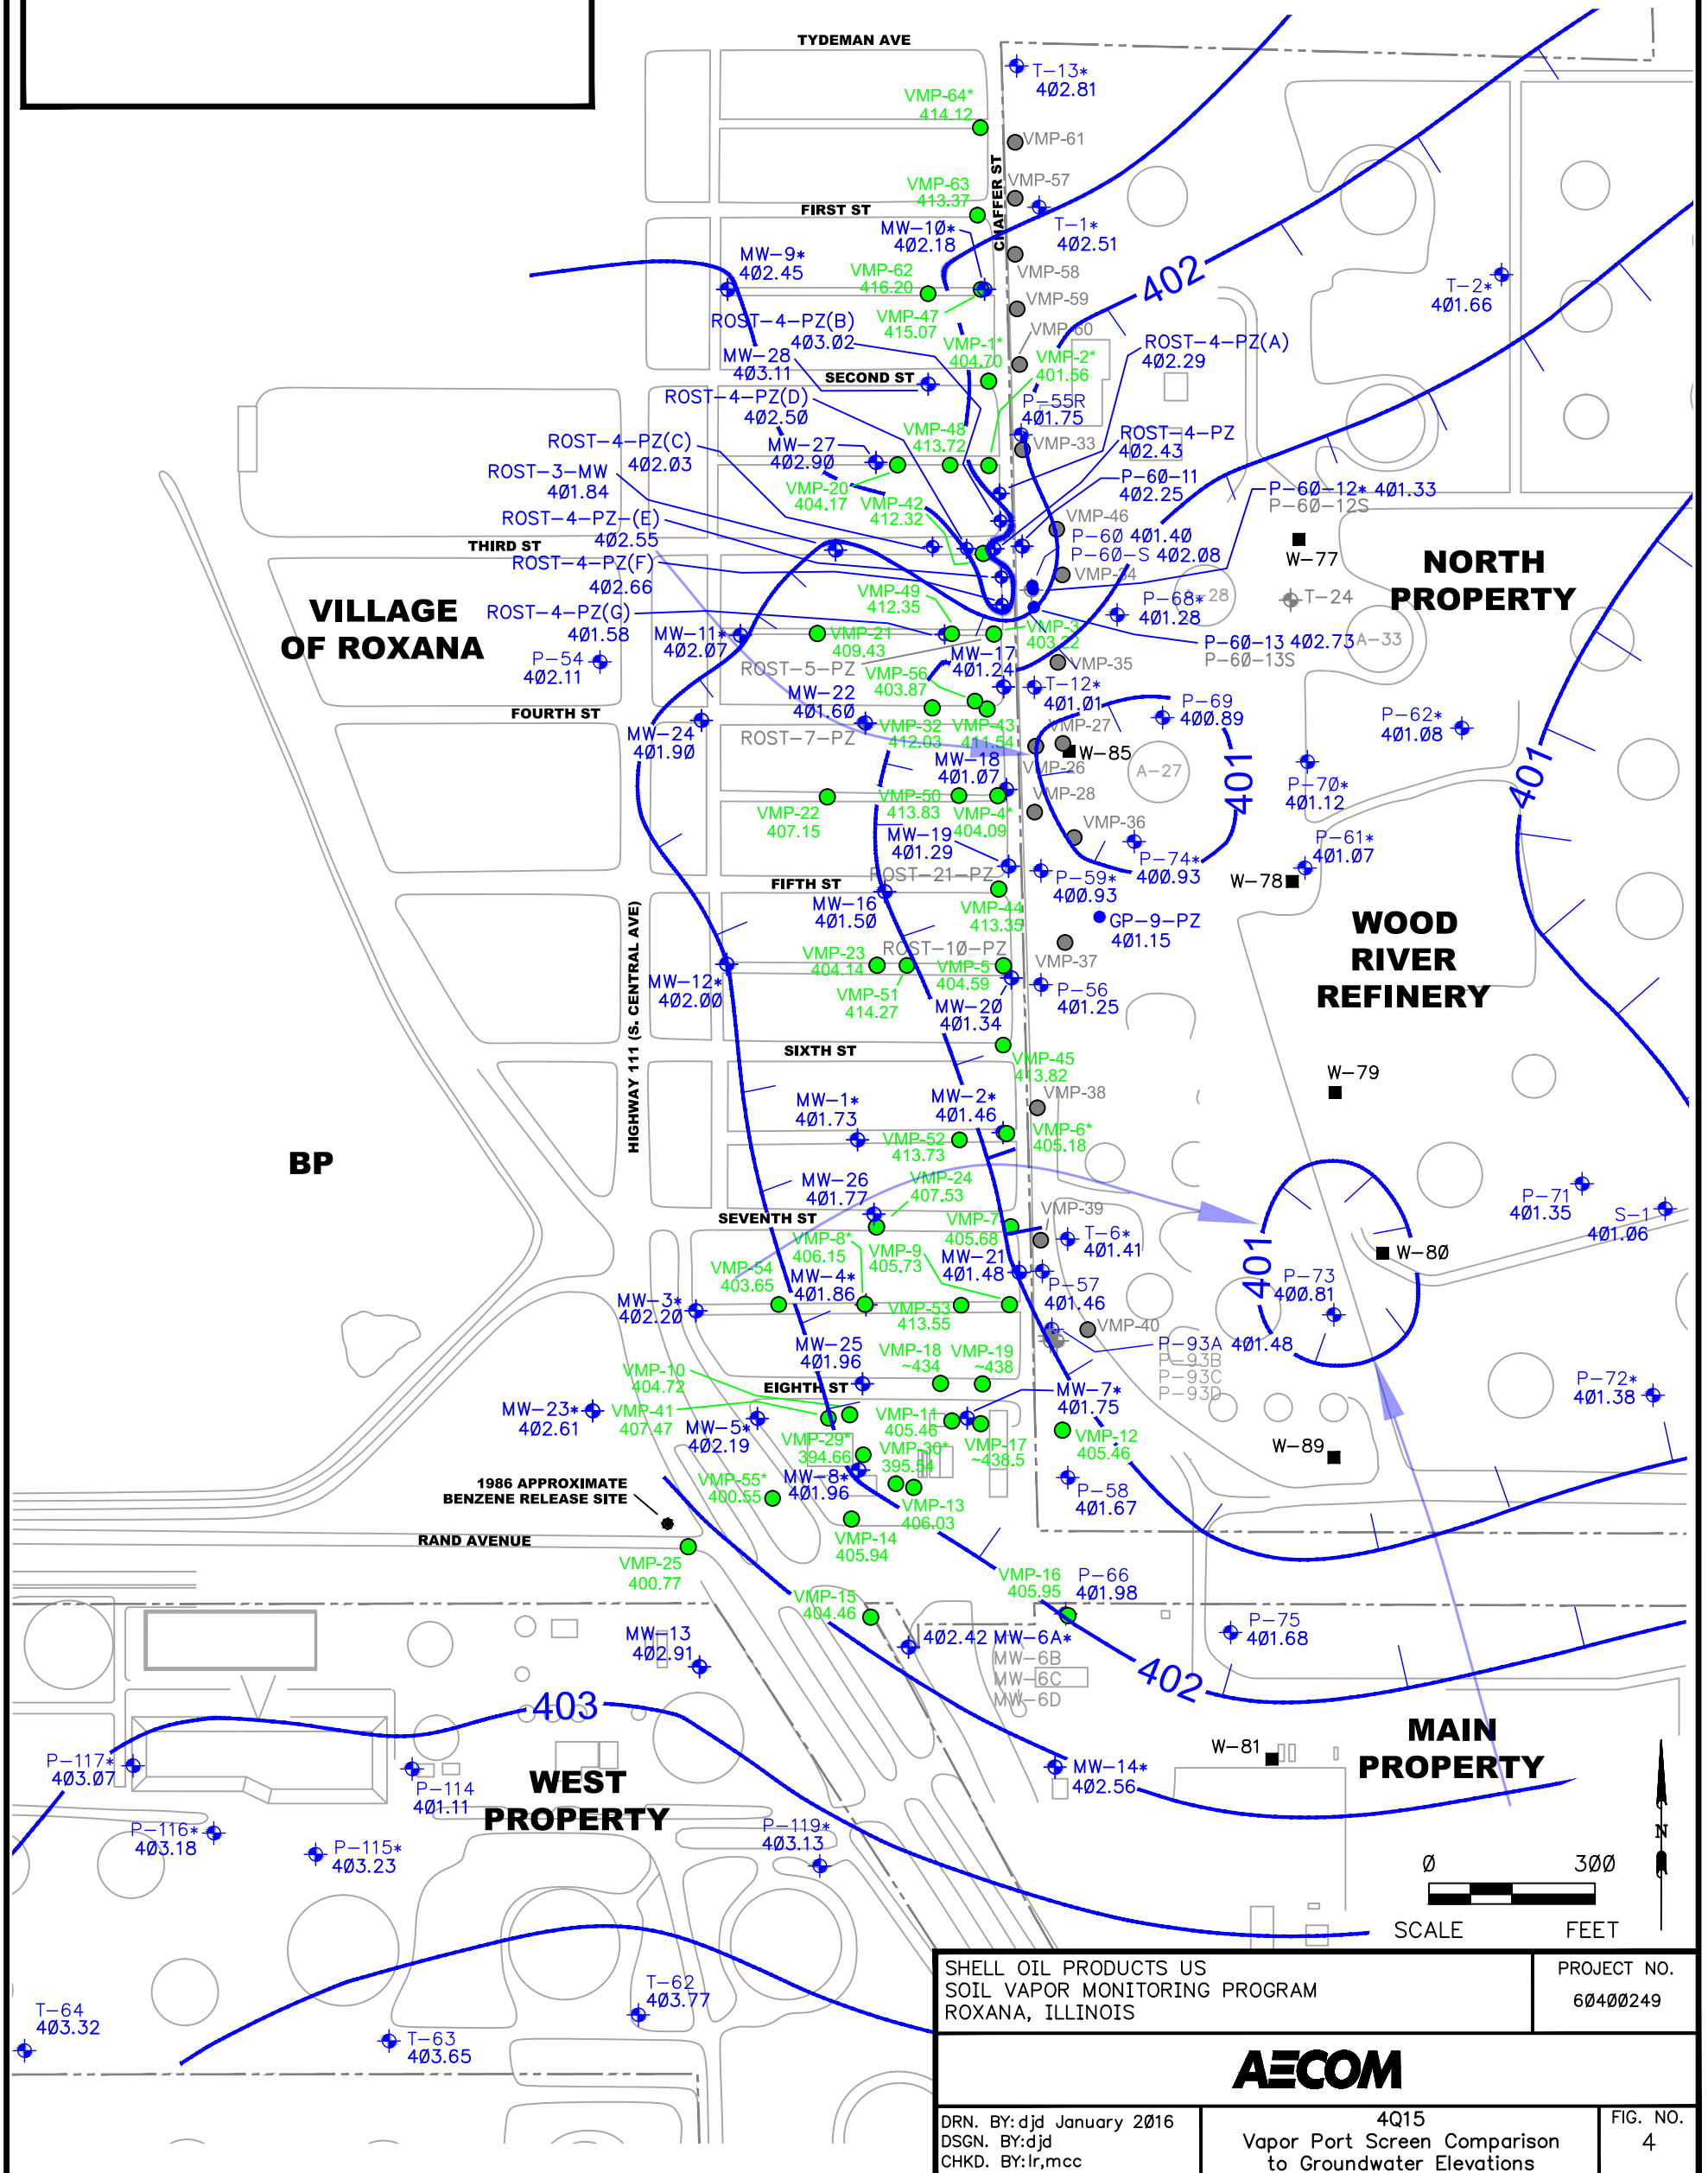 TYDEMAN AVE
T-13*
402.81
VMP-64*
414.12
VMP-61
CHAFFER ST
VMP-57
VMP-63
413.37
FIRST ST
T-1*
402.51
MW-10*
402.18
MW-9*
402.45
VMP-62
416.20
VMP-58
402
T-2*
401.66
VMP-47
415.07
VMP-59
ROST-4-PZ(B)
403.02
VMP-60
VMP-1*
404.70
VMP-2*
401.56
ROST-4-PZ(A)
402.29
MW-28
403.11
SECOND ST
ROST-4-PZ(D)
402.50
P-55R
401.75
VMP-48
413.72
VMP-33
ROST-4-PZ
402.43
ROST-4-PZ(C)
402.03
MW-27
402.90
ROST-3-MW
401.84
P-60-11
402.25
P-60-12* 401.33
P-60-12S
VMP-20
404.17
VMP-42
412.32
VMP-46
ROST-4-PZ-(E)
402.55
P-60 401.40
P-60-S 402.08
THIRD ST
W-77
NORTH
PROPERTY
ROST-4-PZ(F)
402.66
VMP-34
VMP-49
412.35
P-68*
401.28
A-28
T-24
VILLAGE
OF ROXANA
ROST-4-PZ(G)
401.58
MW-11*
402.07
VMP-21
409.43
VMP-3
403.22
P-60-13 402.73
P-60-13S
A-33
P-54
402.11
ROST-5-PZ
MW-17
401.24
VMP-35
VMP-56
403.87
T-12*
401.01
MW-22
401.60
P-69
400.89
FOURTH ST
P-62*
401.08
MW-24
401.90
ROST-7-PZ
VMP-32
412.03
VMP-43
411.54
VMP-27
W-85
MW-18
401.07
VMP-26
A-27
401
P-70*
401.12
401
VMP-22
407.15
VMP-50
413.83
VMP-4*
404.09
VMP-28
VMP-36
MW-19
401.29
P-61*
401.07
ROST-21-PZ
P-74*
400.93
FIFTH ST
P-59*
400.93
W-78
MW-16
401.50
VMP-44
413.35
GP-9-PZ
401.15
WOOD
RIVER
REFINERY
HIGHWAY 111 (S. CENTRAL AVE)
ROST-10-PZ
VMP-23
404.14
VMP-5
404.59
VMP-37
MW-12*
402.00
VMP-51
414.27
MW-20
401.34
P-56
401.25
SIXTH ST
VMP-45
413.82
W-79
MW-1*
401.73
MW-2*
401.46
VMP-38
VMP-52
413.73
VMP-6*
405.18
BP
MW-26
401.77
VMP-24
407.53
P-71
401.35
S-1
401.06
SEVENTH ST
VMP-7
405.68
VMP-39
T-6*
401.41
VMP-8*
406.15
VMP-9
405.73
MW-21
401.48
W-80
VMP-54
403.65
MW-4*
401.86
401
P-73
400.81
P-57
401.46
MW-3*
402.20
VMP-53
413.55
VMP-40
MW-25
401.96
VMP-18
~434
VMP-19
~438
P-93A 401.48
P-93B
P-93C
P-93D
VMP-10
404.72
EIGHTH ST
MW-7*
401.75
P-72*
401.38
MW-23*
402.61
VMP-41
407.47
MW-5*
402.19
VMP-11
405.46
VMP-29*
394.66
VMP-30*
395.54
VMP-17
~438.5
VMP-12
405.46
W-89
1986 APPROXIMATE
BENZENE RELEASE SITE
VMP-55*
400.55
MW-8*
401.96
P-58
401.67
VMP-13
406.03
RAND AVENUE
VMP-14
405.94
VMP-25
400.77
VMP-16
405.95
P-66
401.98
VMP-15
404.46
P-75
401.68
MW-13
402.91
402.42 MW-6A*
MW-6B
MW-6C
MW-6D
402
403
MAIN
PROPERTY
W-81
P-117*
403.07
P-114
401.11
WEST
PROPERTY
MW-14*
402.56
P-116*
403.18
P-115*
403.23
P-119*
403.13
N
0 300
SCALE FEET
T-62
403.77
T-64
403.32
T-63
403.65
SHELL OIL PRODUCTS US
SOIL VAPOR MONITORING PROGRAM
ROXANA, ILLINOIS
PROJECT NO.
60400249
AECOM
DRN. BY: djd January 2016
DSGN. BY: djd
CHKD. BY: lr,mcc
4Q15
Vapor Port Screen Comparison
to Groundwater Elevations
FIG. NO.
4